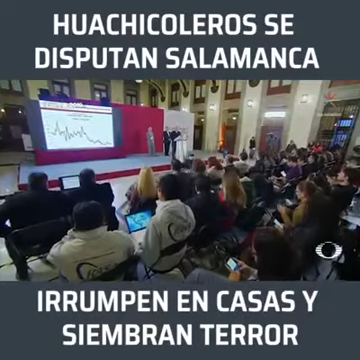 HUACHICOLEROS SE
DISPUTAN SALAMANCA
IRRUMPEN EN CASAS Y
SIEMBRAN TERROR